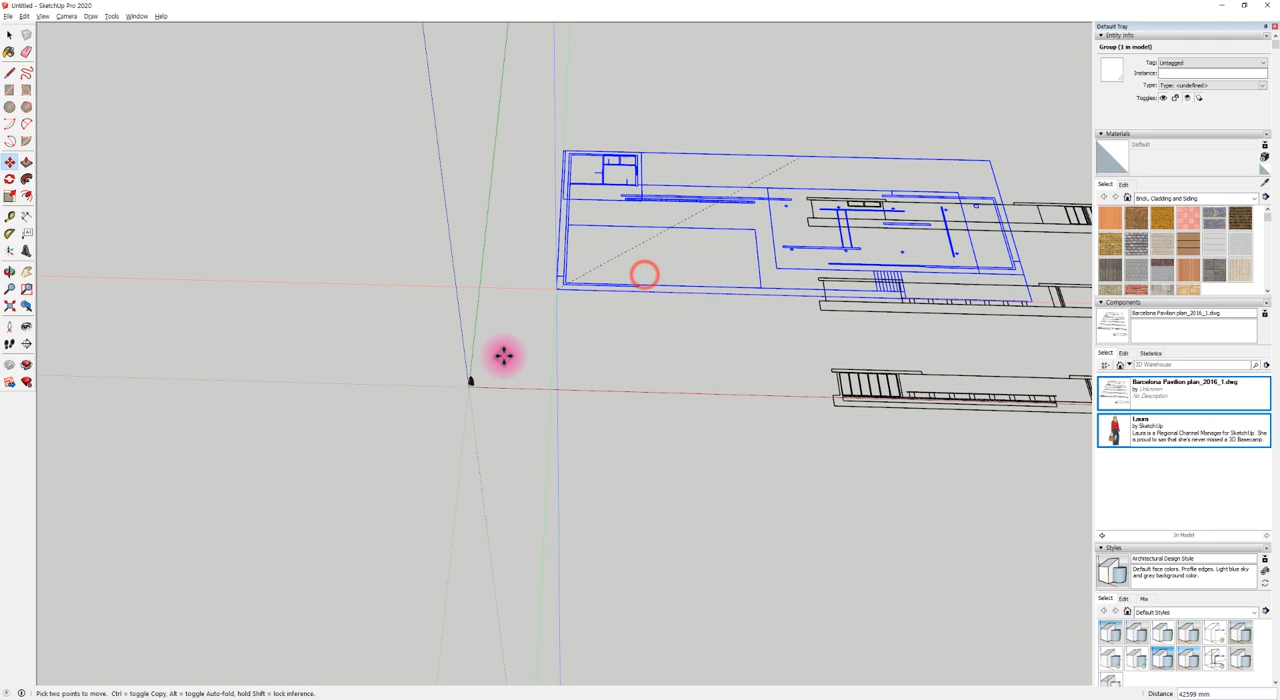 Untitled - SketchUp Pro 2020
File Edit View Camera Draw Tools Window Help
Default Tray
Entity Info
Group (1 in model)
Tag: Untagged
Instance:
Type: Type: <undefined>
Toggles:
Materials
Default
Select Edit
Brick, Cladding and Siding
Components
Barcelona Pavilion plan_2016_1.dwg
Select Edit Statistics
3D Warehouse
Barcelona Pavilion plan_2016_1.dwg
by Unknown
No Description
Laura
by SketchUp
Laura is a Regional Channel Manager for SketchUp. She
is proud to say that she's never missed a 3D Basecamp.
In Model
Styles
Architectural Design Style
Default face colors. Profile edges. Light blue sky
and gray background color.
Select Edit Mix
Default Styles
Pick two points to move. Ctrl = toggle Copy, Alt = toggle Auto-fold, hold Shift = lock inference.
Distance 42599 mm